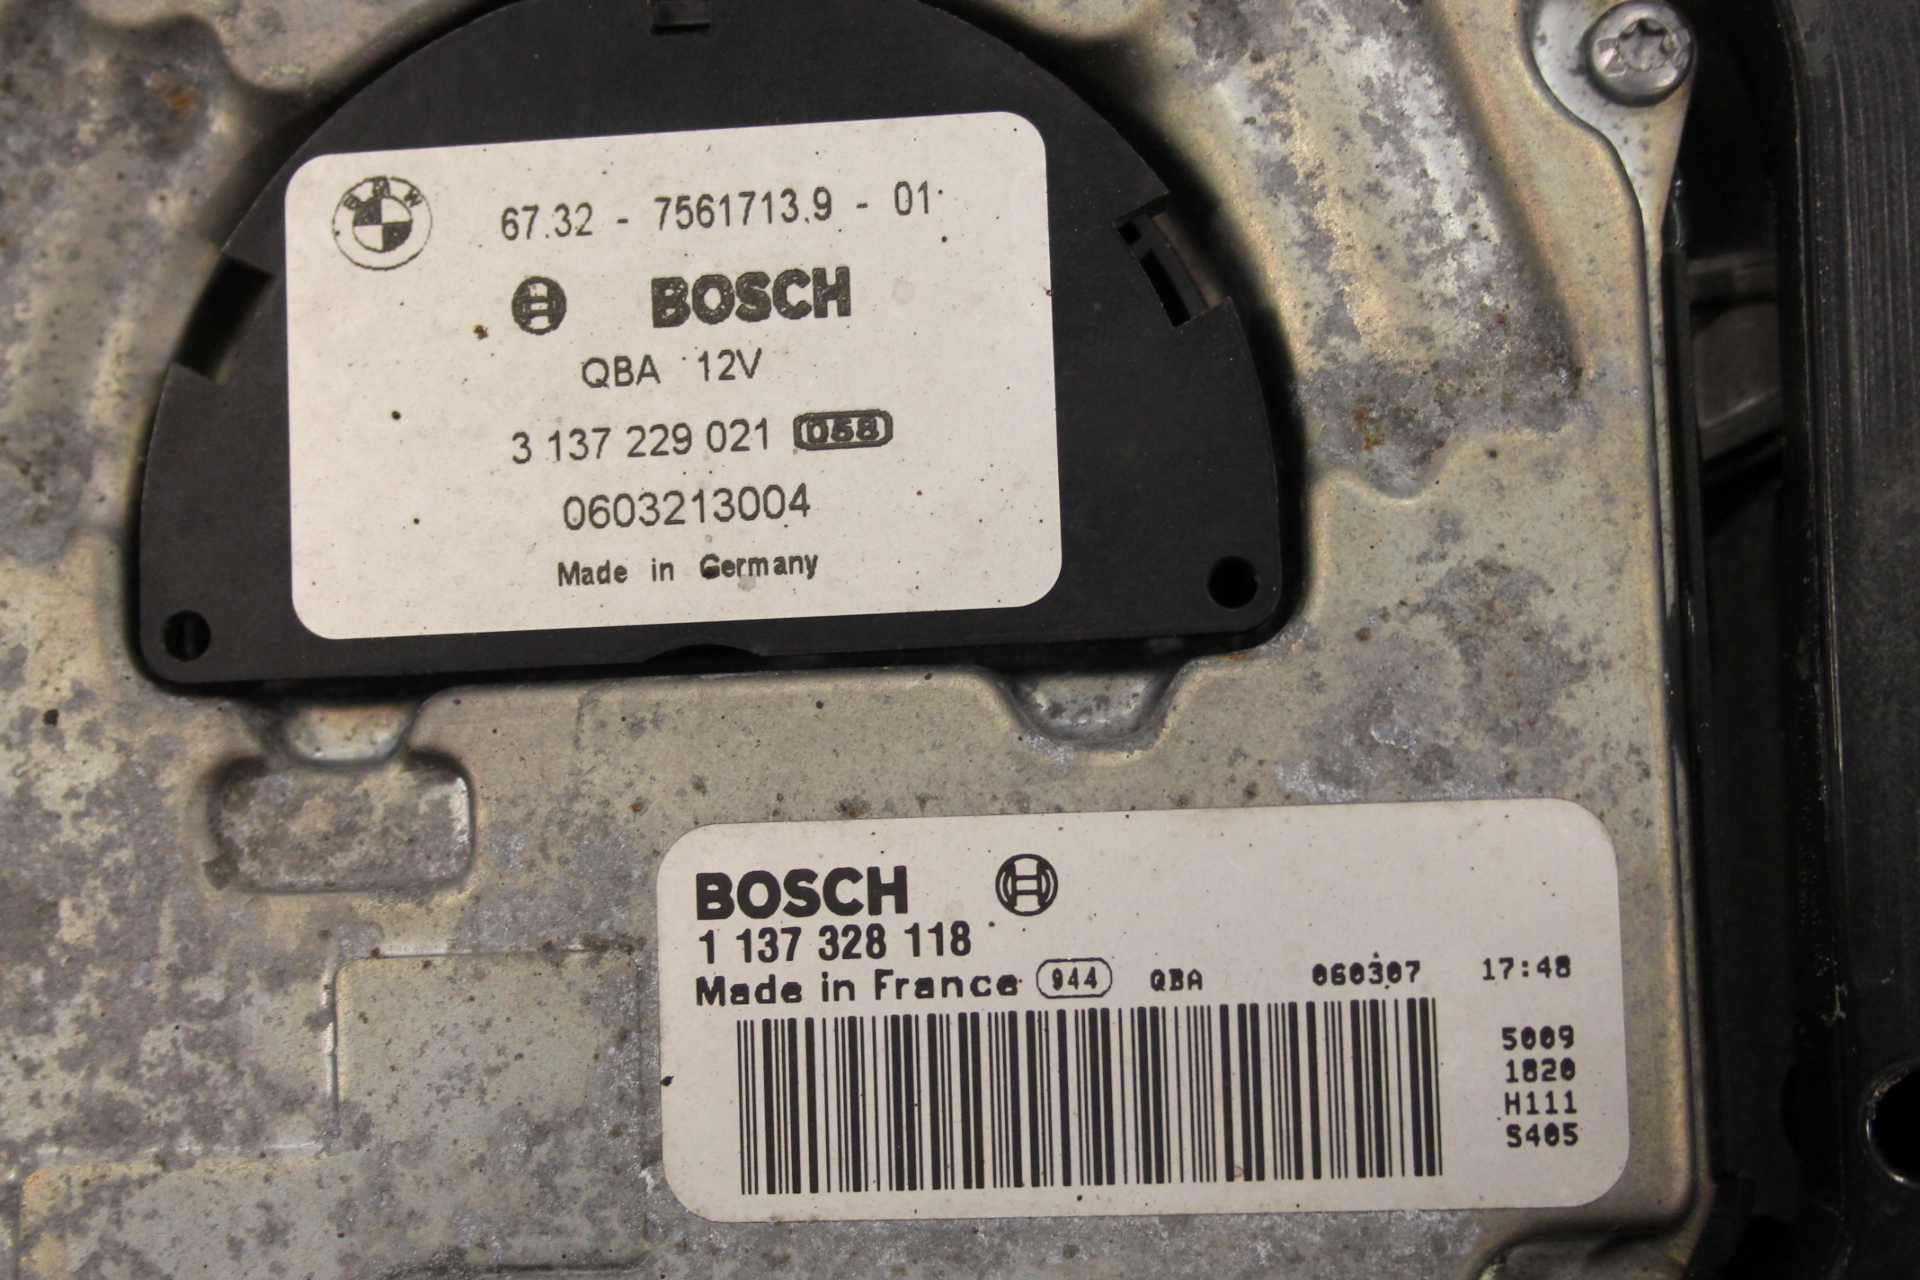 BMW
67.32 - 7561713.9 - 01
BOSCH
QBA 12V
3 137 229 021 058
0603213004
Made in Germany
BOSCH
1 137 328 118
Made in France 944 QBA 060307 17:48
5009
1820
H111
S405